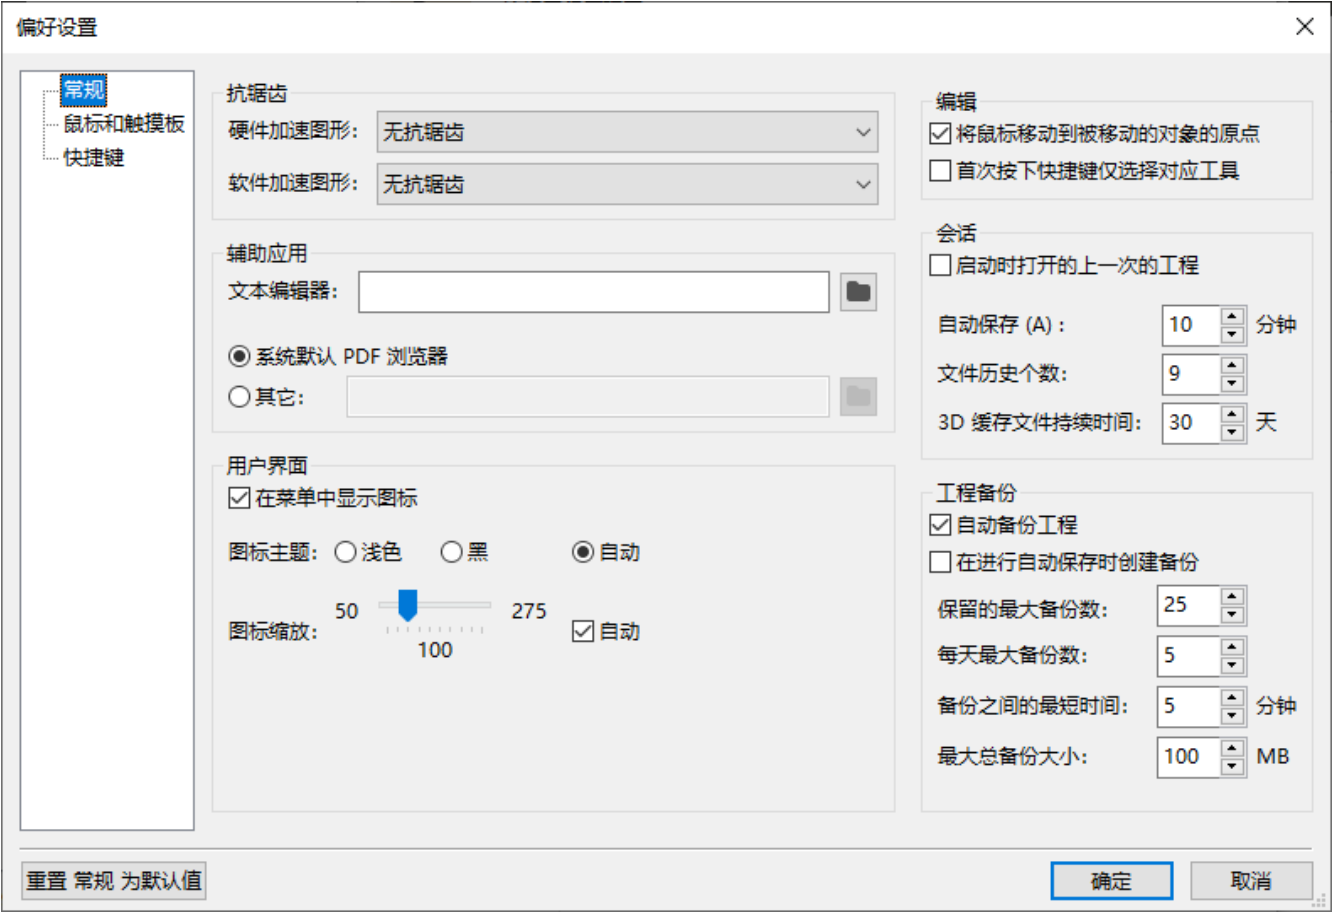 偏好设置
常规
鼠标和触摸板
快捷键
抗锯齿
硬件加速图形: 无抗锯齿
软件加速图形: 无抗锯齿
辅助应用
文本编辑器:
系统默认 PDF 浏览器
其它:
用户界面
在菜单中显示图标
图标主题: 浅色 黑 自动
图标缩放: 50 275 自动
100
编辑
将鼠标移动到被移动的对象的原点
首次按下快捷键仅选择对应工具
会话
启动时打开的上一次的工程
自动保存 (A) : 10 分钟
文件历史个数: 9
3D 缓存文件持续时间: 30 天
工程备份
自动备份工程
在进行自动保存时创建备份
保留的最大备份数: 25
每天最大备份数: 5
备份之间的最短时间: 5 分钟
最大总备份大小: 100 MB
重置 常规 为默认值
确定
取消